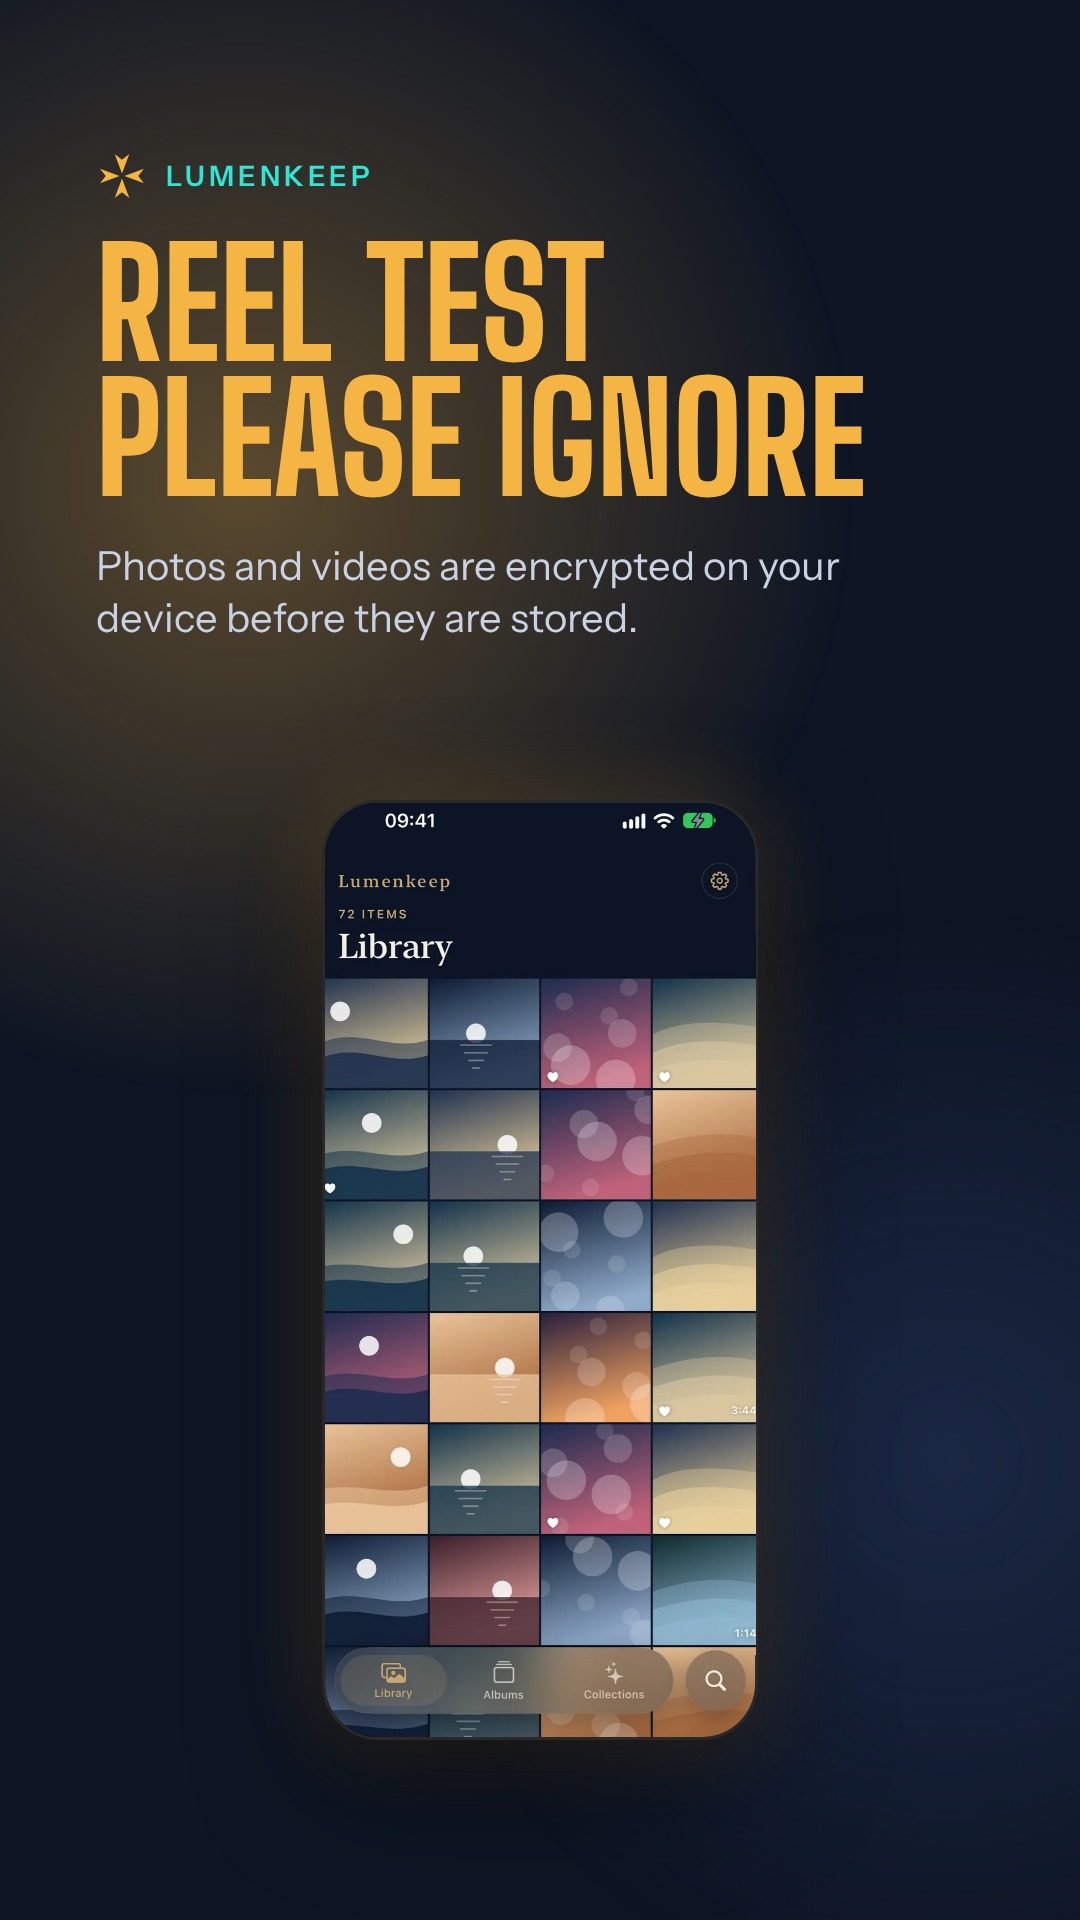 LUMENKEEP
REEL TEST
PLEASE IGNORE
Photos and videos are encrypted on your
device before they are stored.
09:41
Lumenkeep
72 ITEMS
Library
3:44
1:14
Library
Albums
Collections